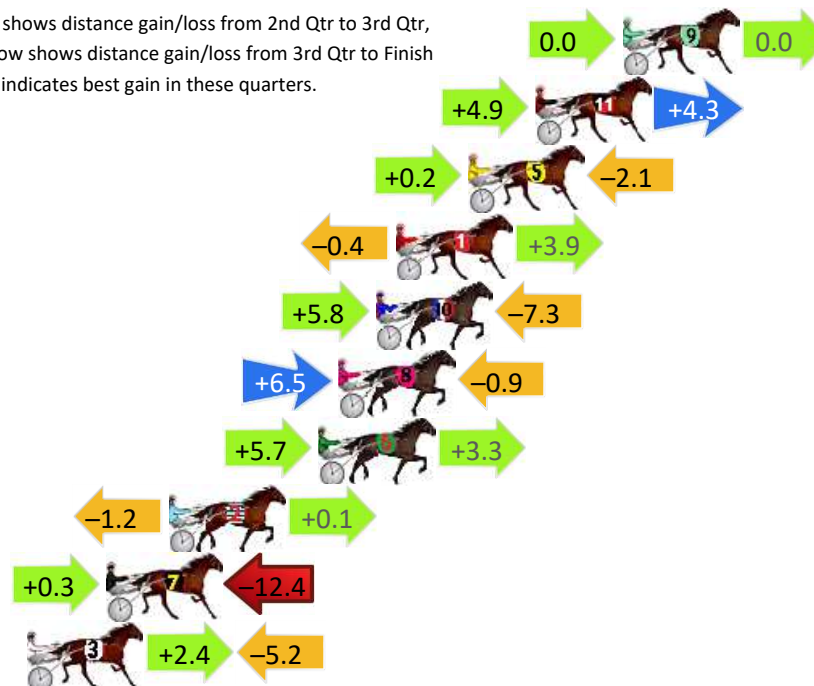 shows distance gain/loss from 2nd Qtr to 3rd Qtr,
ow shows distance gain/loss from 3rd Qtr to Finish
indicates best gain in these quarters.
0.0 9 0.0
+4.9 11 +4.3
+0.2 5 –2.1
–0.4 1 +3.9
+5.8 10 –7.3
+6.5 8 –0.9
+5.7 +3.3
–1.2 2 +0.1
+0.3 7 –12.4
3 +2.4 –5.2